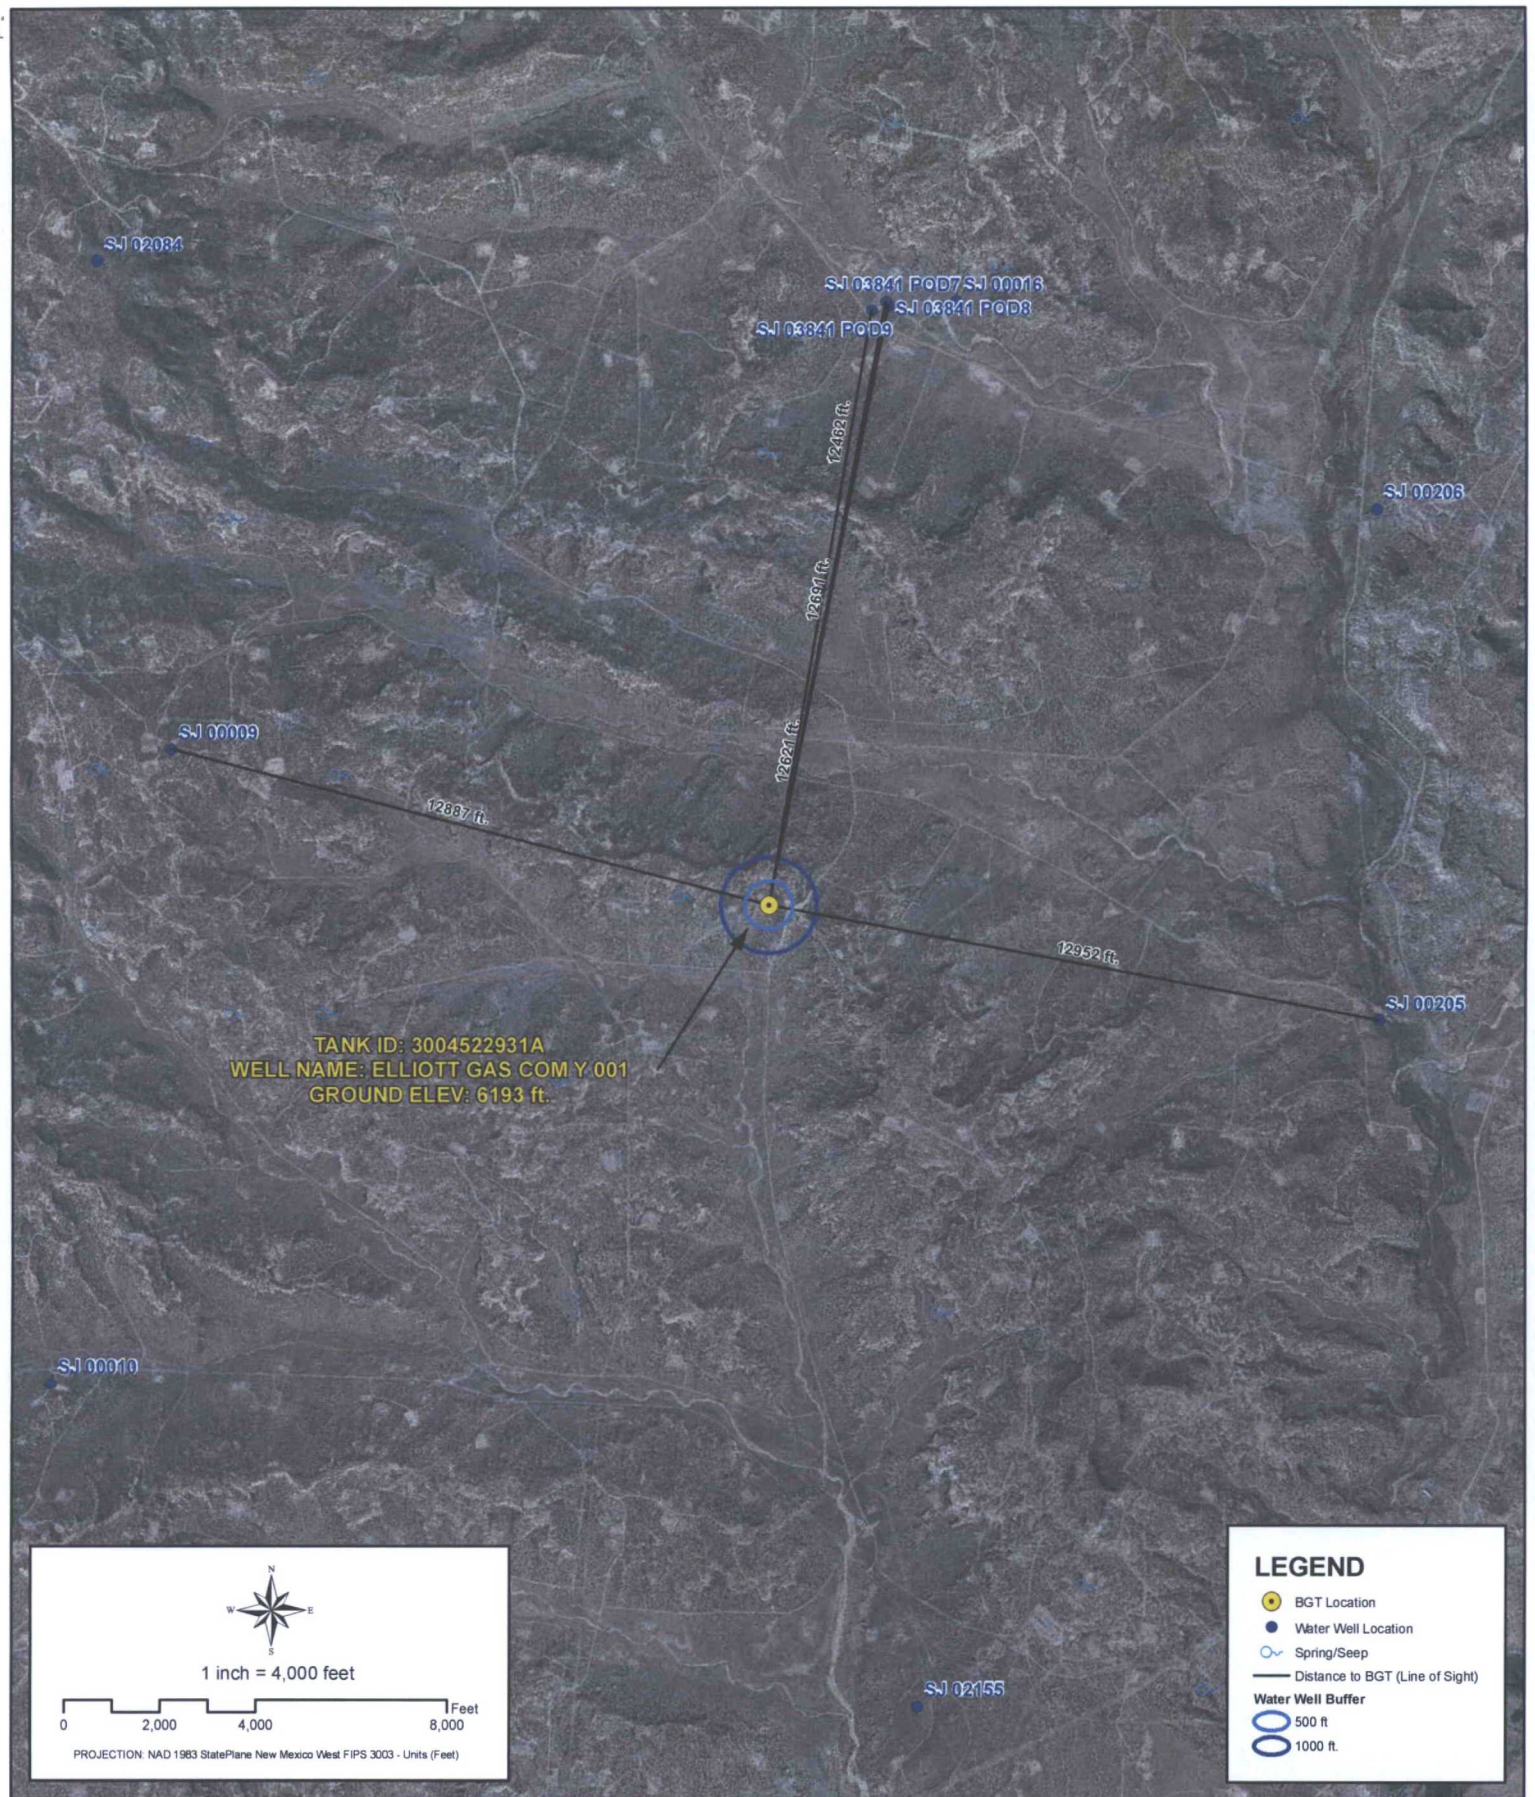 SJ 02084
SJ 03841 POD7 SJ 00016
SJ 03841 POD8
SJ 03841 POD9
12462 ft.
SJ 00206
12691 ft.
SJ 00009
12621 ft.
12887 ft.
12952 ft.
SJ 00205
TANK ID: 3004522931A
WELL NAME: ELLIOTT GAS COM Y 001
GROUND ELEV: 6193 ft.
SJ 00010
SJ 02155
N
W E
S
1 inch = 4,000 feet
Feet
0 2,000 4,000 8,000
PROJECTION: NAD 1983 StatePlane New Mexico West FIPS 3003 - Units (Feet)
LEGEND
BGT Location
Water Well Location
Spring/Seep
Distance to BGT (Line of Sight)
Water Well Buffer
500 ft
1000 ft.